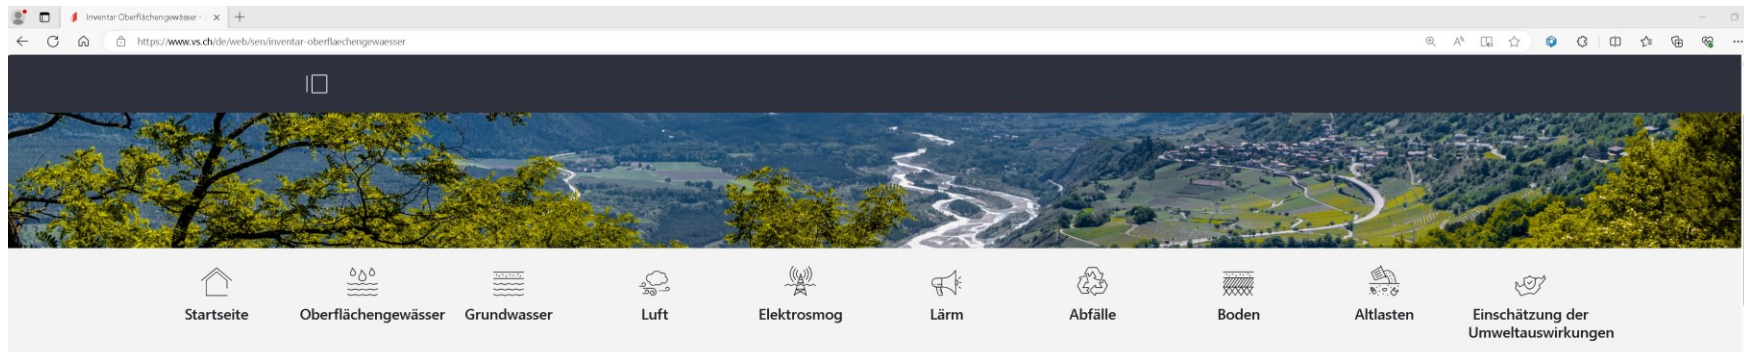 Inventar Oberflächengewässer -
https://www.vs.ch/de/web/sen/inventar-oberflaechengewaesser
Startseite Oberflächengewässer Grundwasser Luft Elektrosmog Lärm Abfälle Boden Altlasten Einschätzung der
Umweltauswirkungen